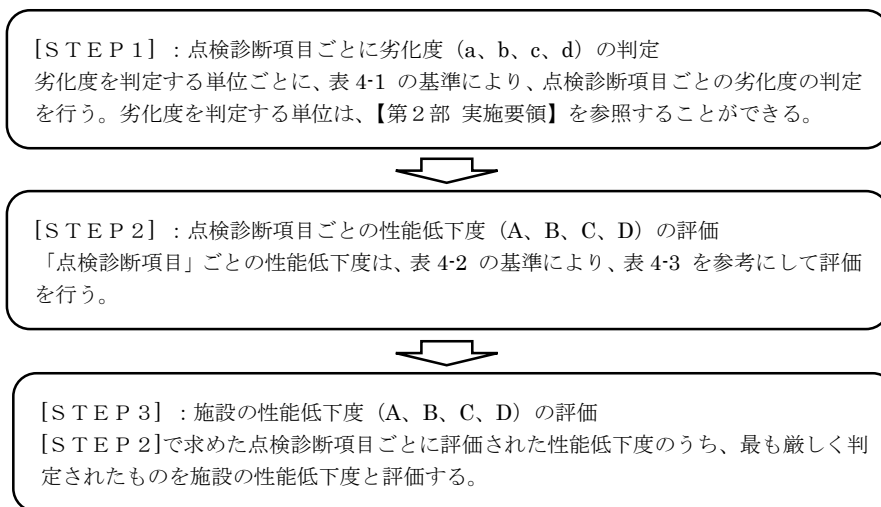 [ＳＴＥＰ１]：点検診断項目ごとに劣化度（a、b、c、d）の判定
劣化度を判定する単位ごとに、表 4-1 の基準により、点検診断項目ごとの劣化度の判定
を行う。劣化度を判定する単位は、【第２部 実施要領】を参照することができる。
[ＳＴＥＰ２]：点検診断項目ごとの性能低下度（A、B、C、D）の評価
「点検診断項目」ごとの性能低下度は、表 4-2 の基準により、表 4-3 を参考にして評価
を行う。
[ＳＴＥＰ３]：施設の性能低下度（A、B、C、D）の評価
[ＳＴＥＰ２]で求めた点検診断項目ごとに評価された性能低下度のうち、最も厳しく判
定されたものを施設の性能低下度と評価する。